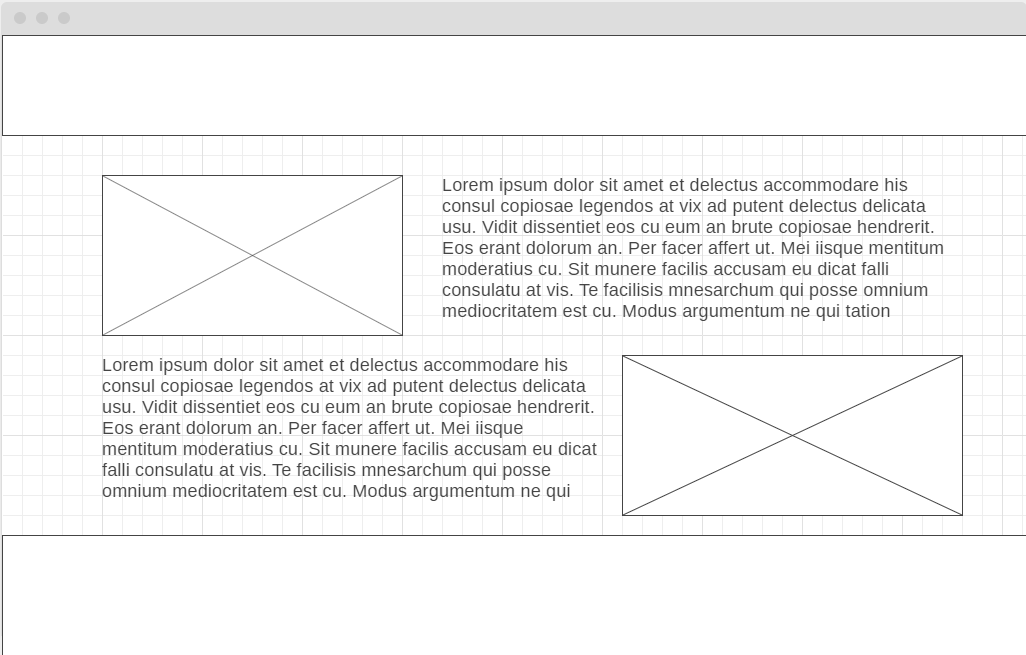 Lorem ipsum dolor sit amet et delectus accommodare his
consul copiosae legendos at vix ad putent delectus delicata
usu. Vidit dissentiet eos cu eum an brute copiosae hendrerit.
Eos erant dolorum an. Per facer affert ut. Mei iisque mentitum
moderatius cu. Sit munere facilis accusam eu dicat falli
consulatu at vis. Te facilisis mnesarchum qui posse omnium
mediocritatem est cu. Modus argumentum ne qui tation
Lorem ipsum dolor sit amet et delectus accommodare his
consul copiosae legendos at vix ad putent delectus delicata
usu. Vidit dissentiet eos cu eum an brute copiosae hendrerit.
Eos erant dolorum an. Per facer affert ut. Mei iisque
mentitum moderatius cu. Sit munere facilis accusam eu dicat
falli consulatu at vis. Te facilisis mnesarchum qui posse
omnium mediocritatem est cu. Modus argumentum ne qui